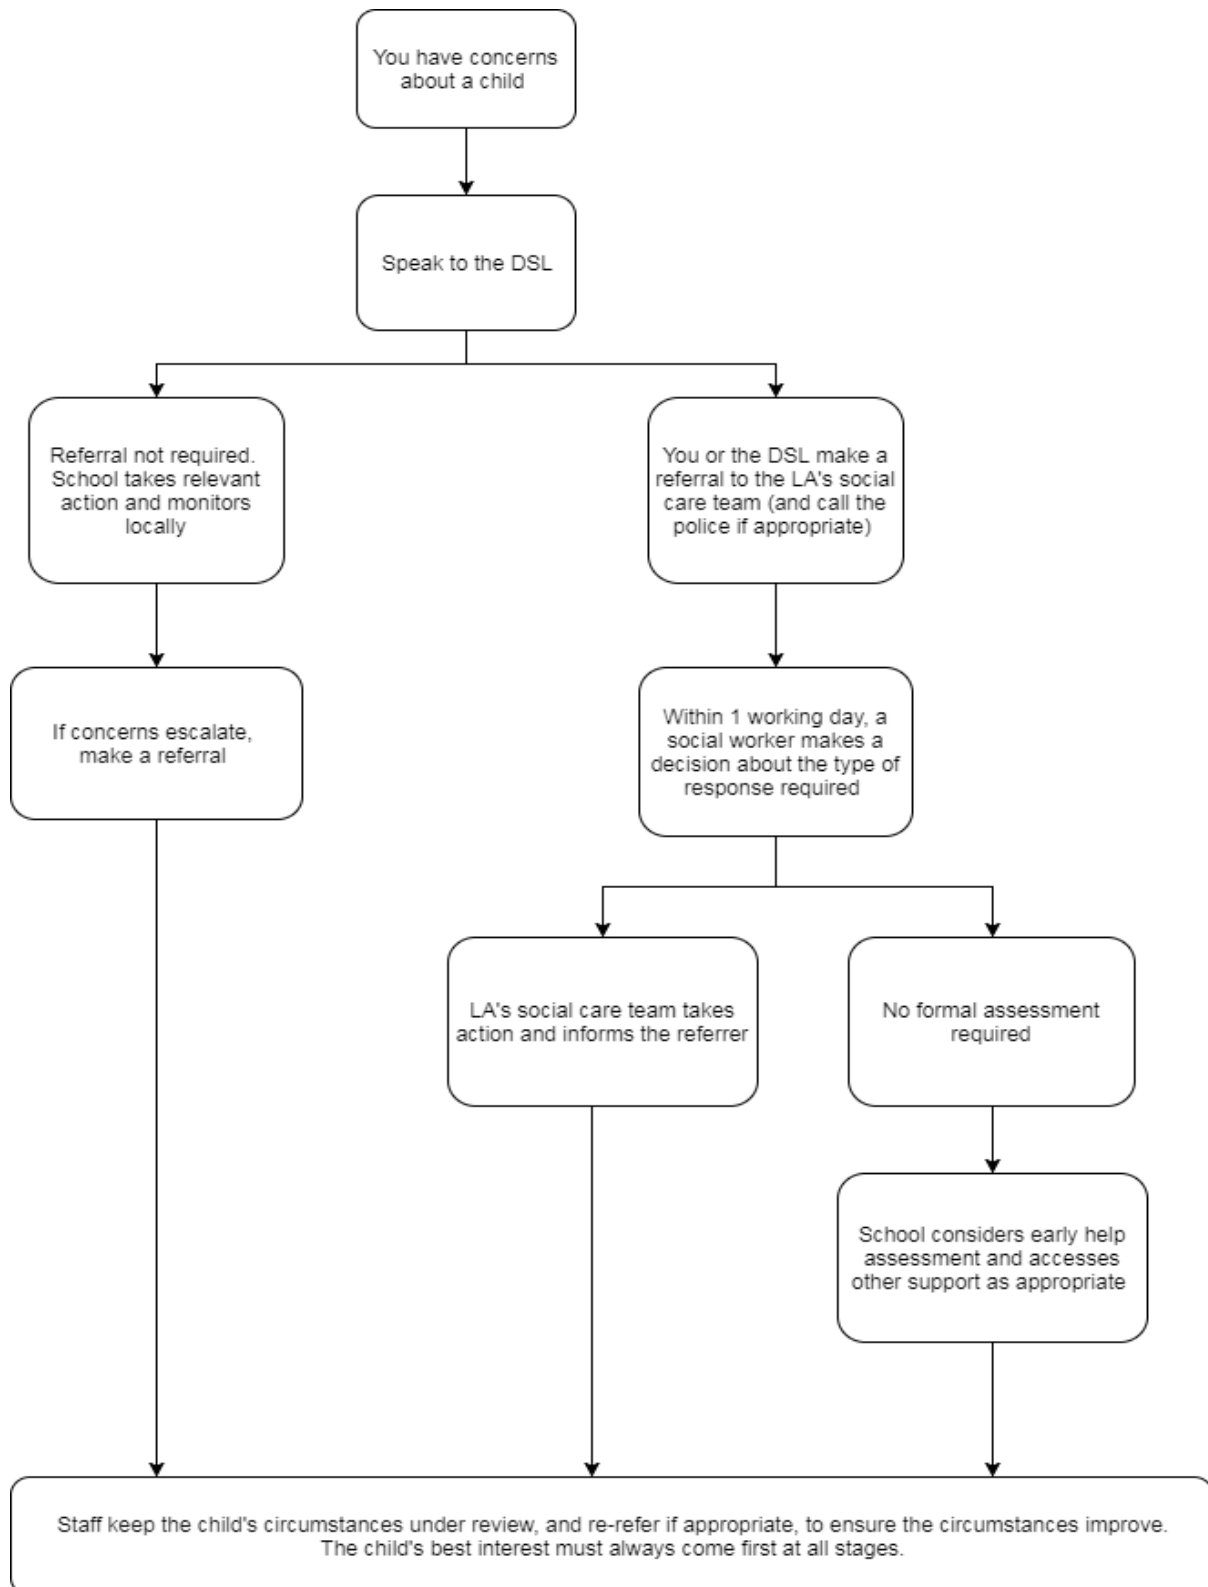 You have concerns
about a child
Speak to the DSL
Referral not required.
School takes relevant
action and monitors
locally
You or the DSL make a
referral to the LA's social
care team (and call the
police if appropriate)
If concerns escalate,
make a referral
Within 1 working day, a
social worker makes a
decision about the type of
response required
LA's social care team takes
action and informs the referrer
No formal assessment
required
School considers early help
assessment and accesses
other support as appropriate
Staff keep the child's circumstances under review, and re-refer if appropriate, to ensure the circumstances improve.
The child's best interest must always come first at all stages.